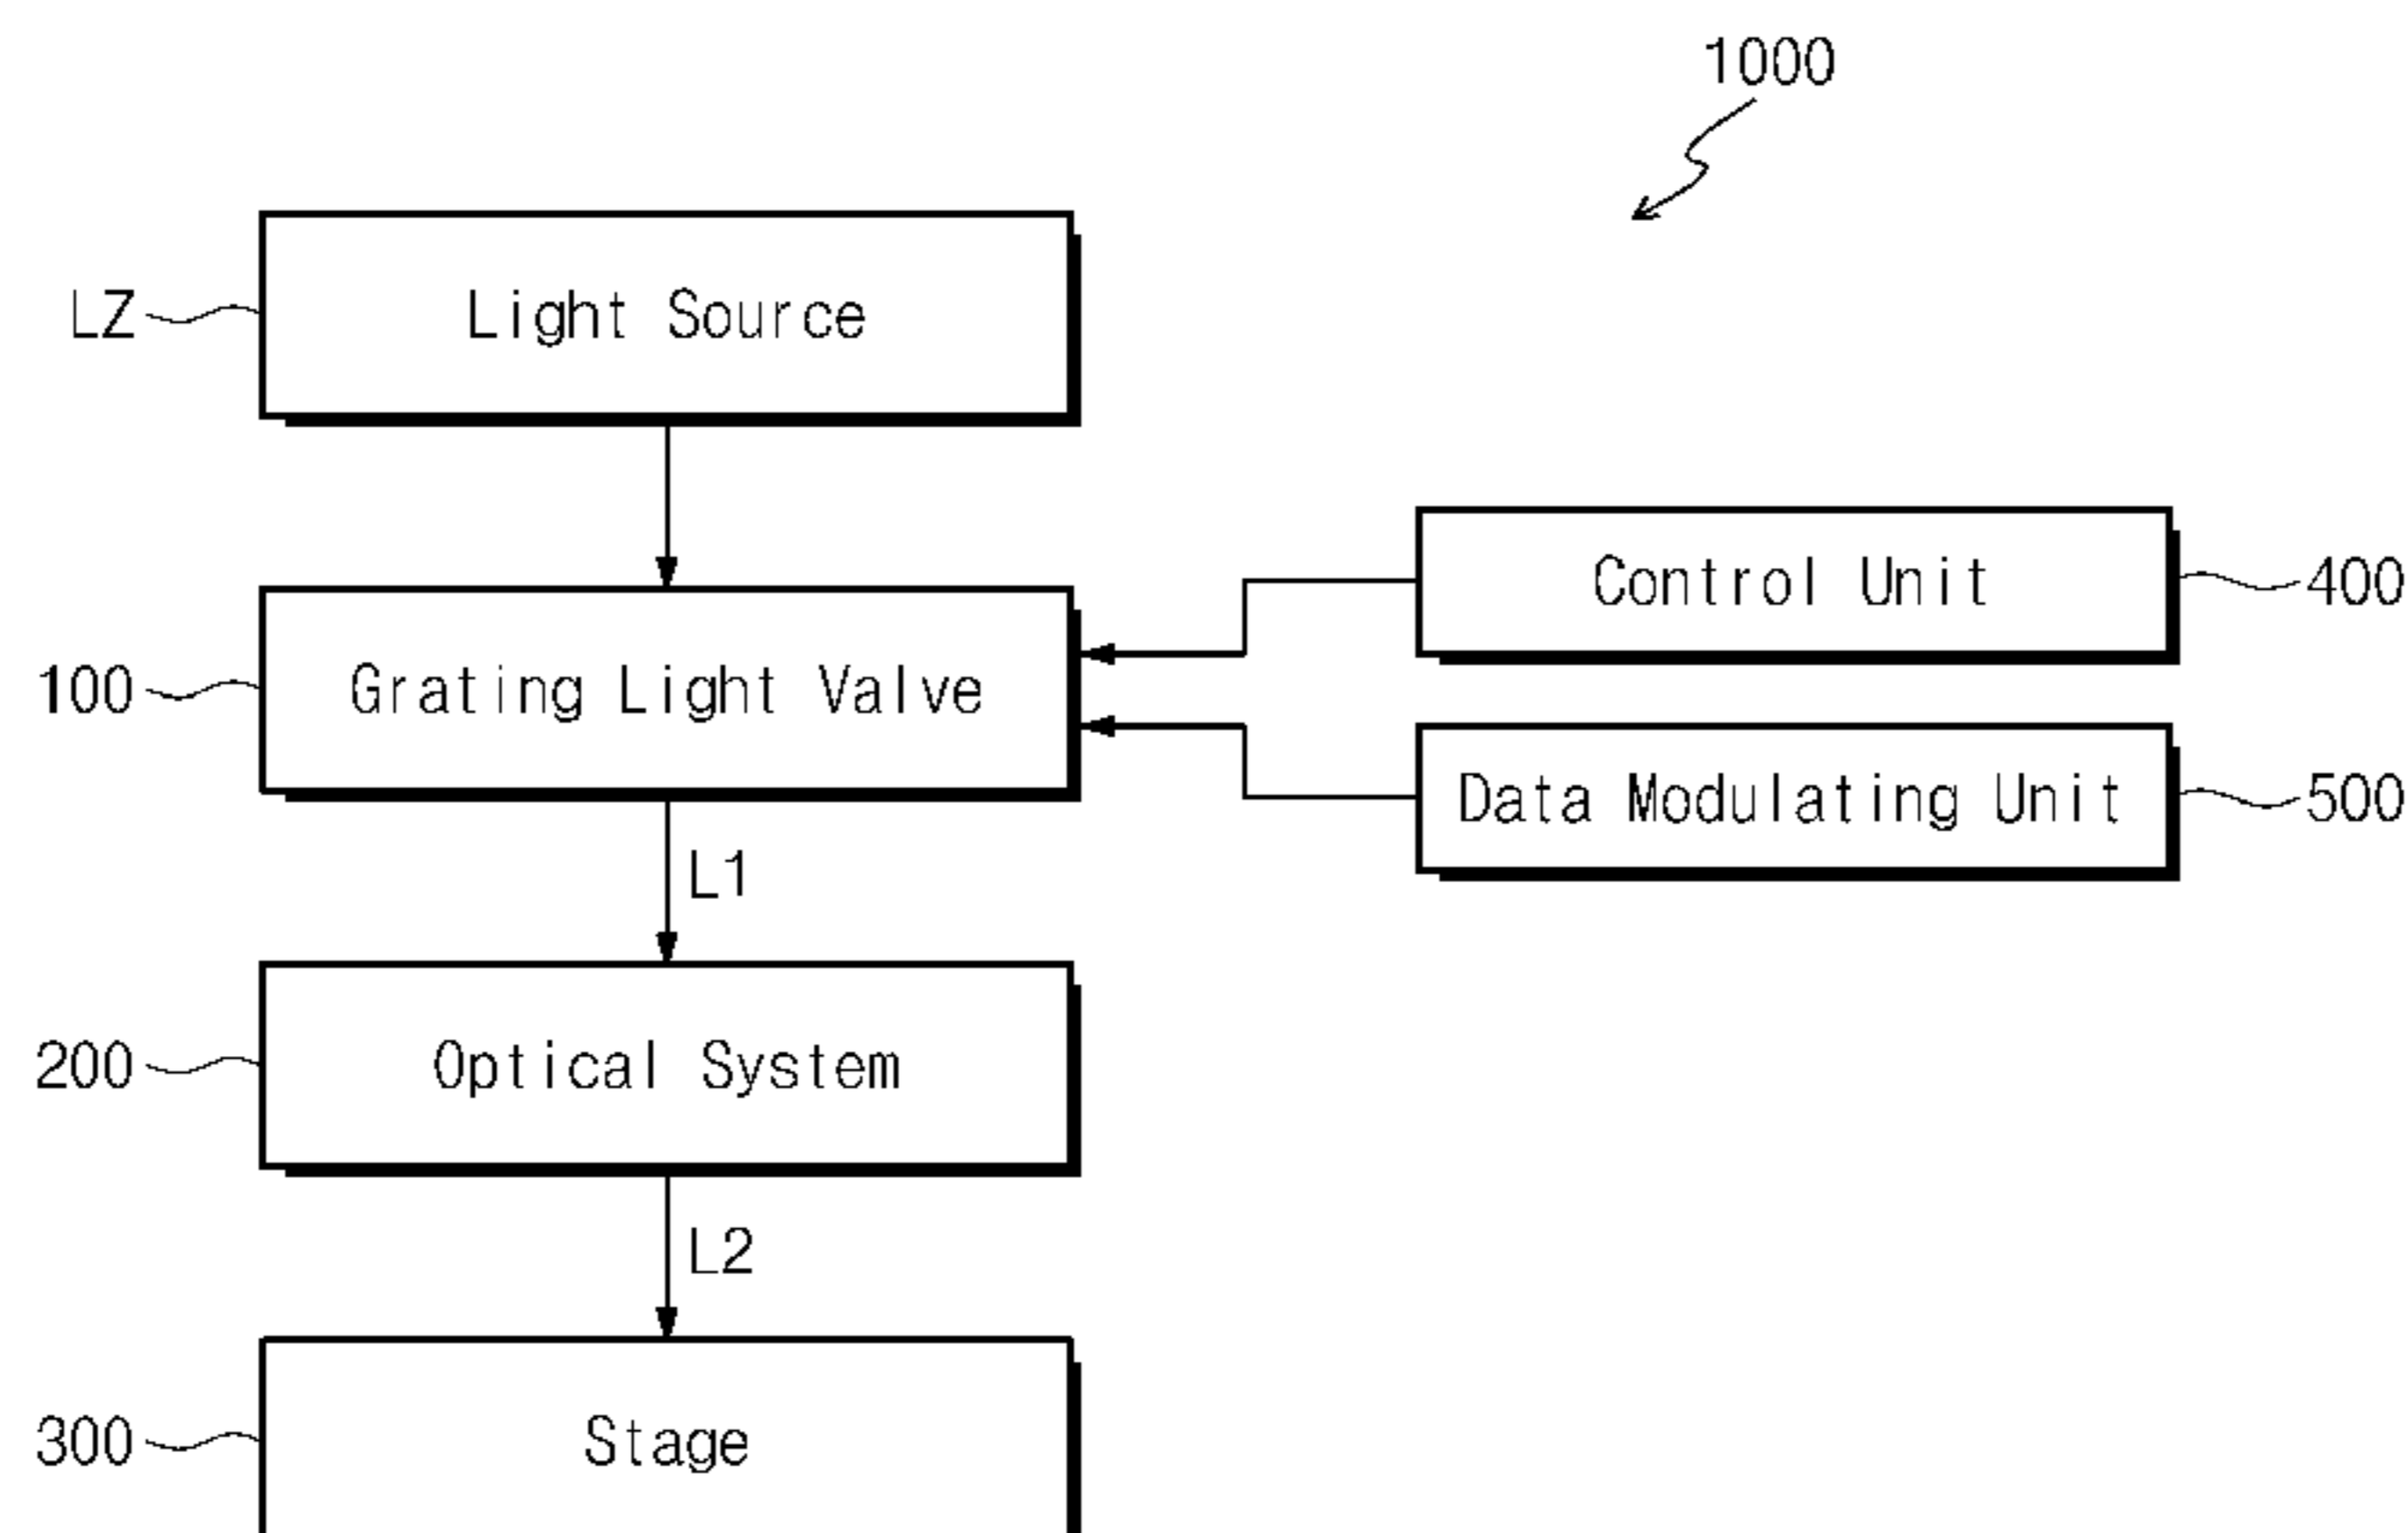 1000
LZ Light Source
Control Unit 400
100 Grating Light Valve
Data Modulating Unit 500
L1
200 Optical System
L2
300 Stage